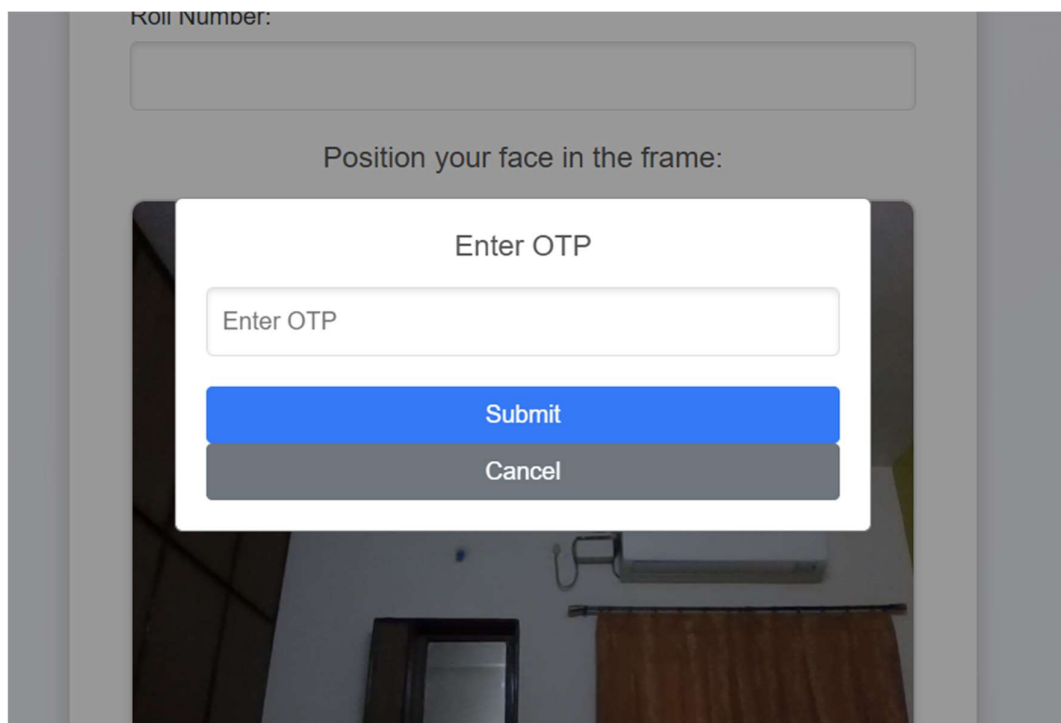 Roll Number:
Position your face in the frame:
Enter OTP
Enter OTP
Submit
Cancel